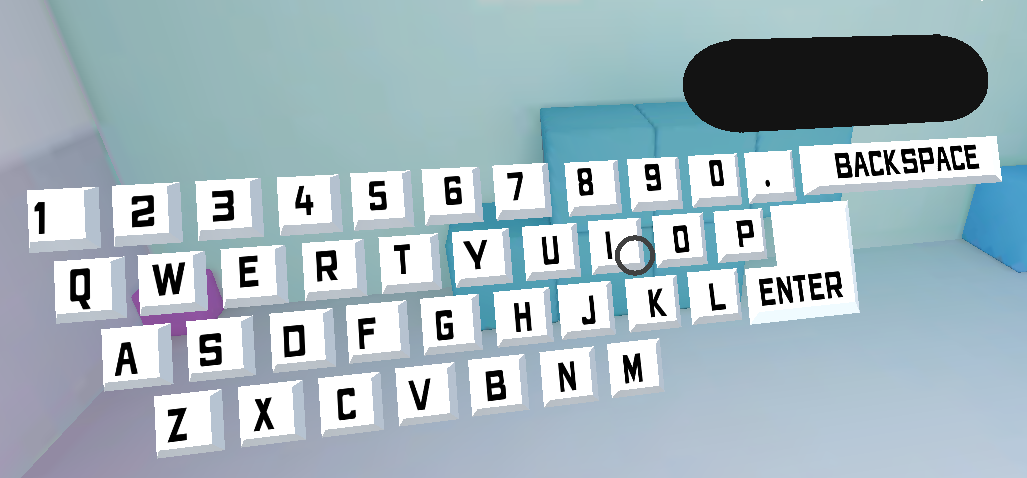 1 2 3 4 5 6 7 8 9 0 . BACKSPACE
Q W E R T Y U I O P
A S D F G H J K L ENTER
Z X C V B N M